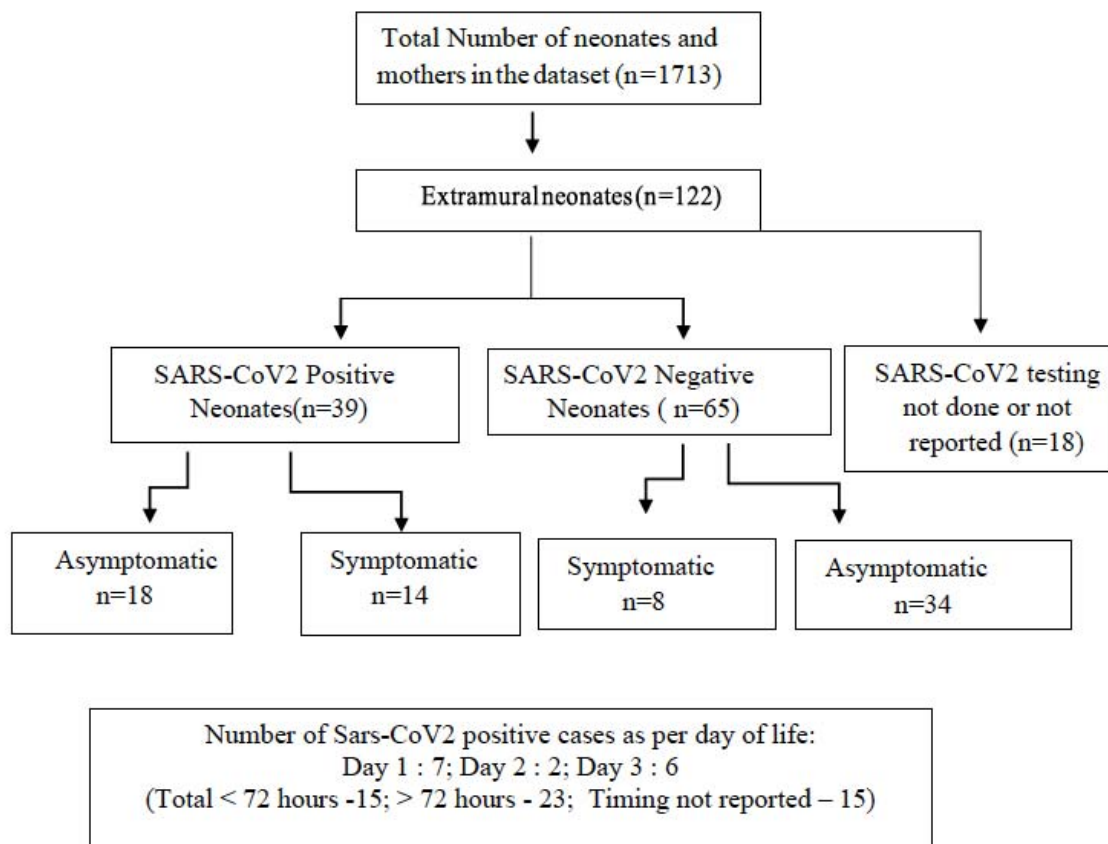 Total Number of neonates and
mothers in the dataset (n=1713)
Extramural neonates(n=122)
SARS-CoV2 Positive
Neonates(n=39)
SARS-CoV2 Negative
Neonates ( n=65)
SARS-CoV2 testing
not done or not
reported (n=18)
Asymptomatic
n=18
Symptomatic
n=14
Symptomatic
n=8
Asymptomatic
n=34
Number of Sars-CoV2 positive cases as per day of life:
Day 1 : 7; Day 2 : 2; Day 3 : 6
(Total < 72 hours -15; > 72 hours - 23; Timing not reported – 15)